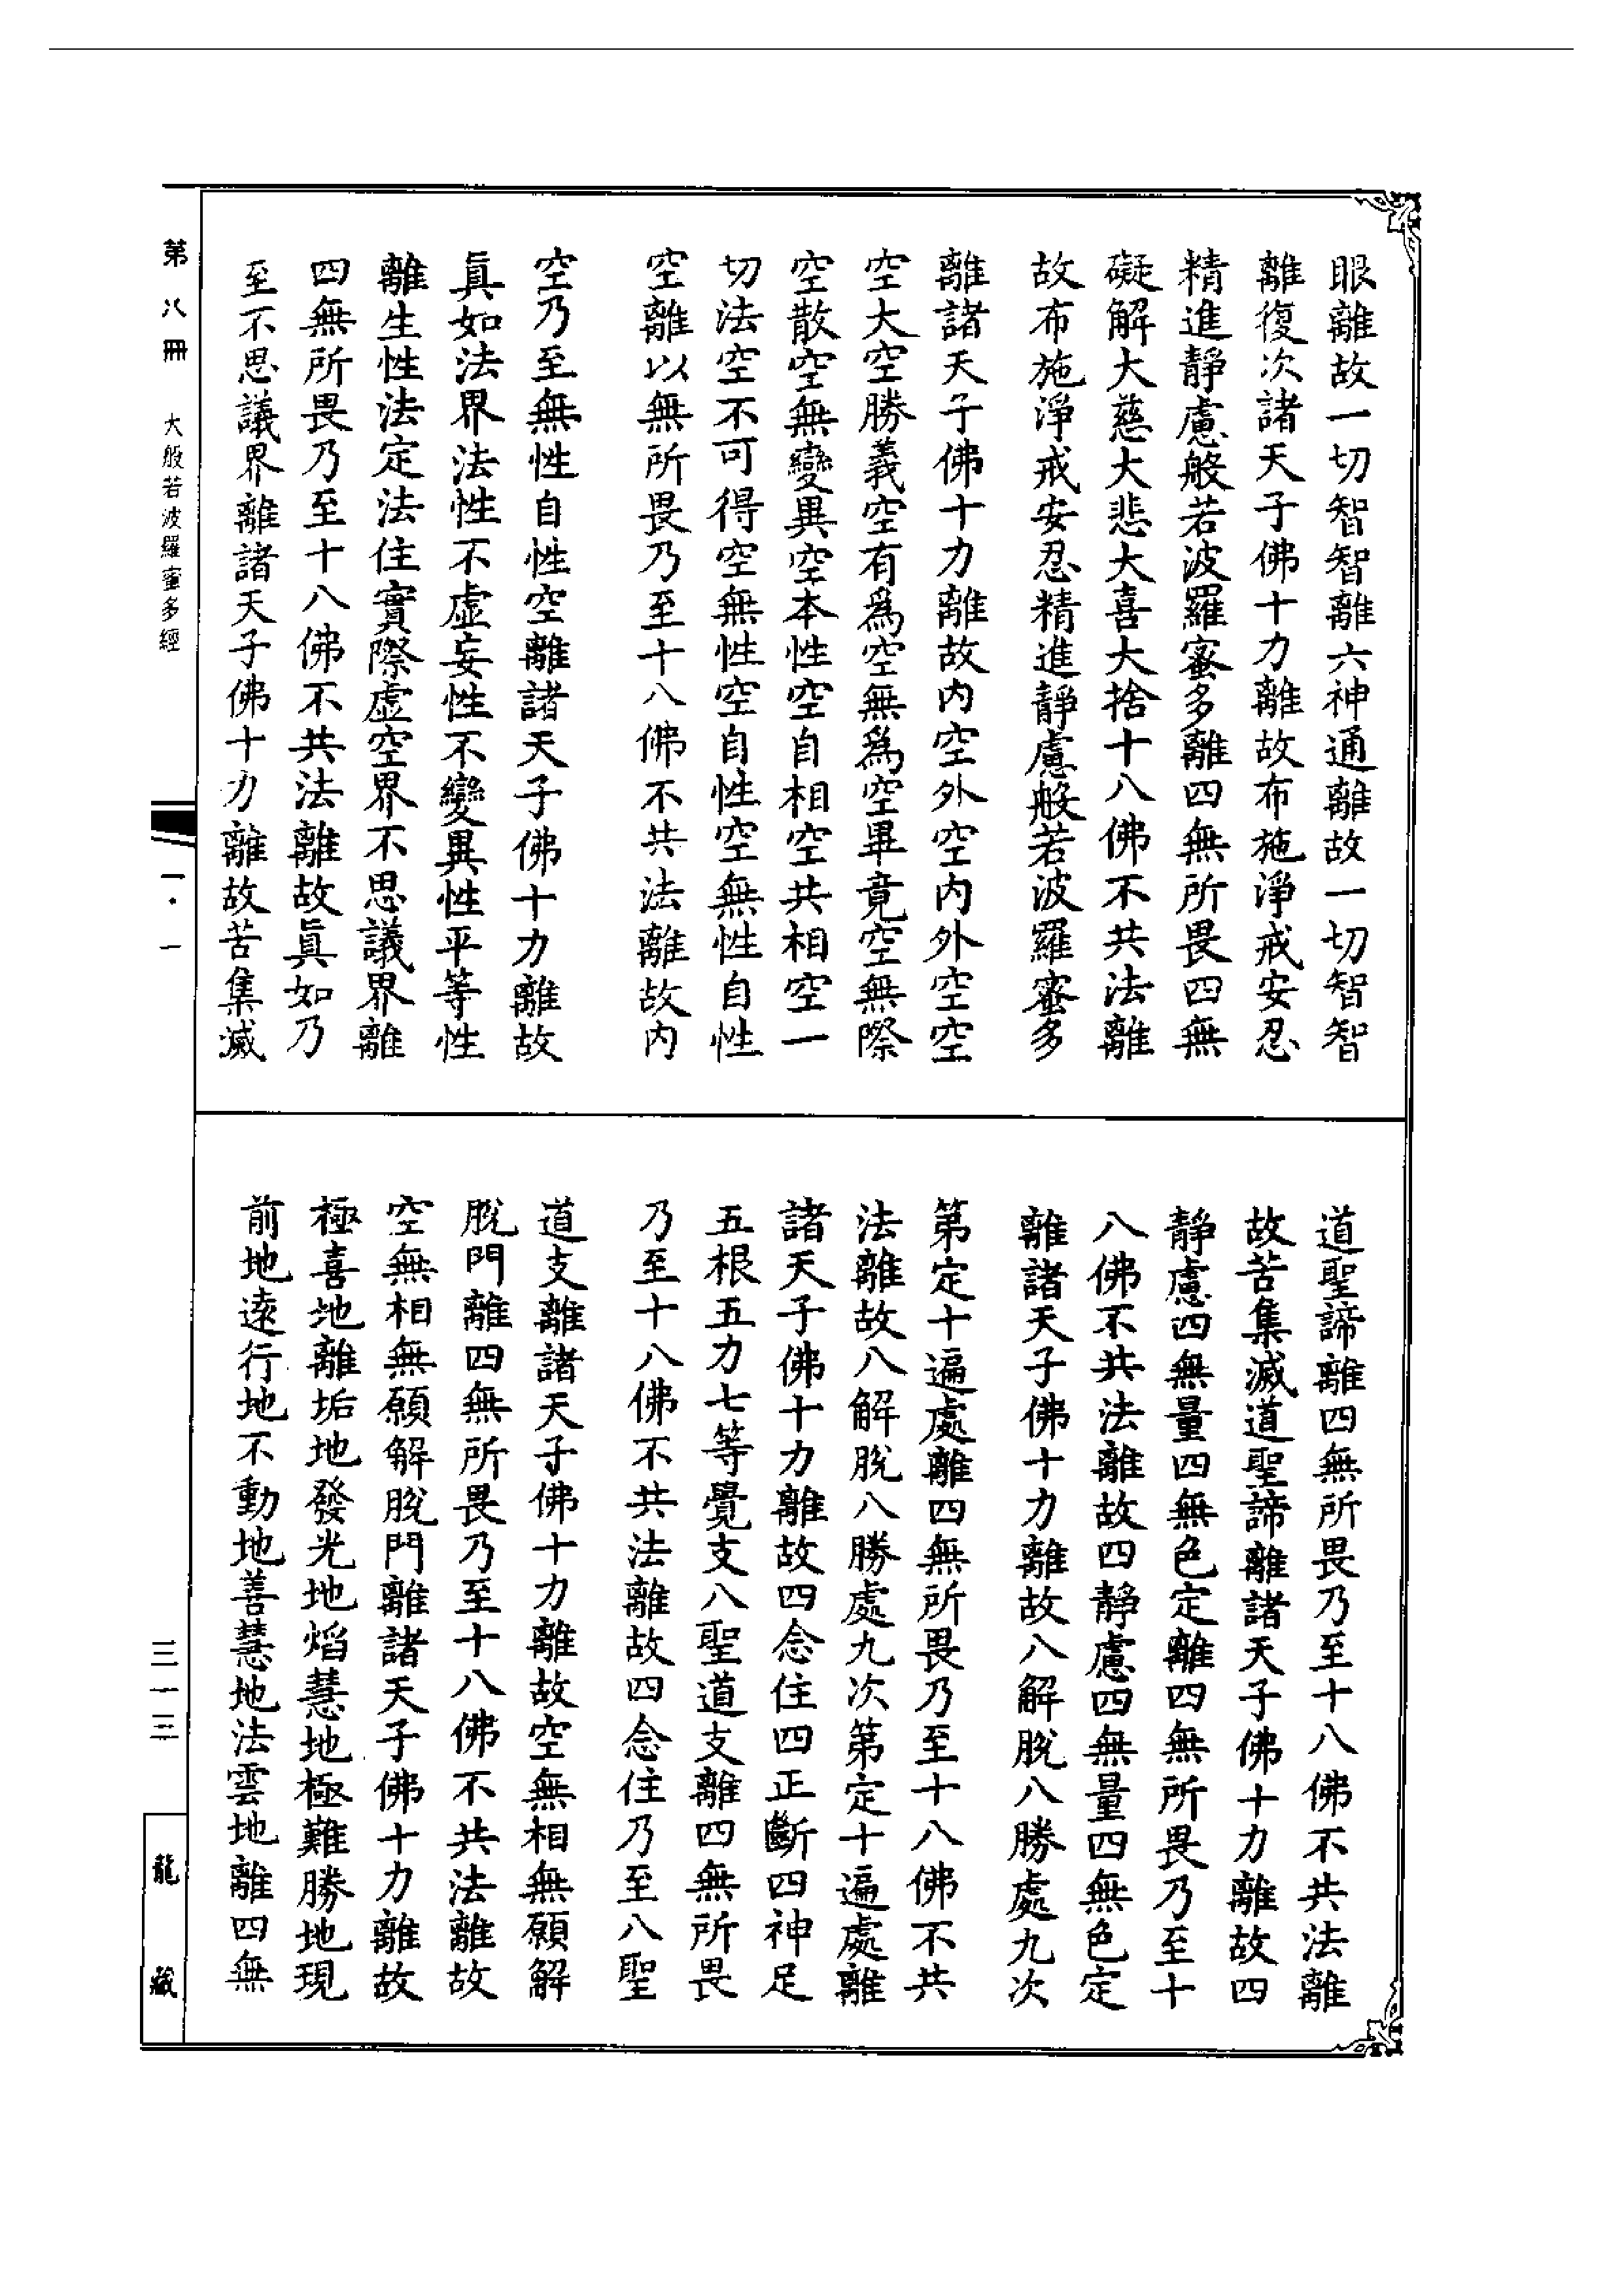 眼離故一切智智離六神通離故一切智智
離復次諸天子佛十力離故布施淨戒安忍
精進靜慮般若波羅蜜多離四無所畏四無
礙解大慈大悲大喜大捨十八佛不共法離
故布施淨戒安忍精進靜慮般若波羅蜜多
離諸天子佛十力離故內空外空內外空空
空大空勝義空有為空無為空畢竟空無際
空散空無變異空本性空自相空共相空一
切法空不可得空無性空自性空無性自性
空離以無所畏乃至十八佛不共法離故內
空乃至無性自性空離諸天子佛十力離故
真如法界法性不虛妄性不變異性平等性
離生性法定法住實際虛空界不思議界離
四無所畏乃至十八佛不共法離故真如乃
至不思議界離諸天子佛十力離故苦集滅
道聖諦離四無所畏乃至十八佛不共法離
故苦集滅道聖諦離諸天子佛十力離故四
靜慮四無量四無色定離四無所畏乃至十
八佛不共法離故四靜慮四無量四無色定
離諸天子佛十力離故八解脫八勝處九次
第定十遍處離四無所畏乃至十八佛不共
法離故八解脫八勝處九次第定十遍處離
諸天子佛十力離故四念住四正斷四神足
五根五力七等覺支八聖道支離四無所畏
乃至十八佛不共法離故四念住乃至八聖
道支離諸天子佛十力離故空無相無願解
脫門離四無所畏乃至十八佛不共法離故
空無相無願解脫門離諸天子佛十力離故
極喜地離垢地發光地焰慧地極難勝地現
前地遠行地不動地善慧地法雲地離四無
第八冊 大般若波羅蜜多經 一·一 三一三 龍藏